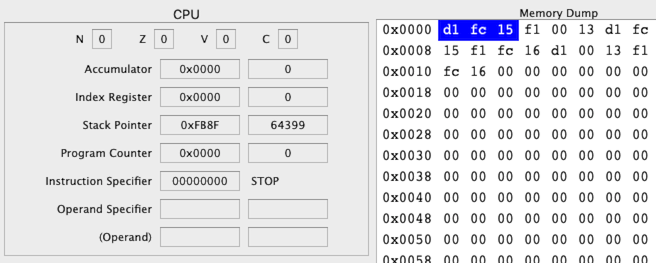 CPU
N 0 Z 0 V 0 C 0
Accumulator 0x0000 0
Index Register 0x0000 0
Stack Pointer 0xFB8F 64399
Program Counter 0x0000 0
Instruction Specifier 00000000 STOP
Operand Specifier
(Operand)
Memory Dump
0x0000 d1 fc 15 f1 00 13 d1 fc
0x0008 15 f1 fc 16 d1 00 13 f1
0x0010 fc 16 00 00 00 00 00 00
0x0018 00 00 00 00 00 00 00 00
0x0020 00 00 00 00 00 00 00 00
0x0028 00 00 00 00 00 00 00 00
0x0030 00 00 00 00 00 00 00 00
0x0038 00 00 00 00 00 00 00 00
0x0040 00 00 00 00 00 00 00 00
0x0048 00 00 00 00 00 00 00 00
0x0050 00 00 00 00 00 00 00 00
0x0058 00 00 00 00 00 00 00 00